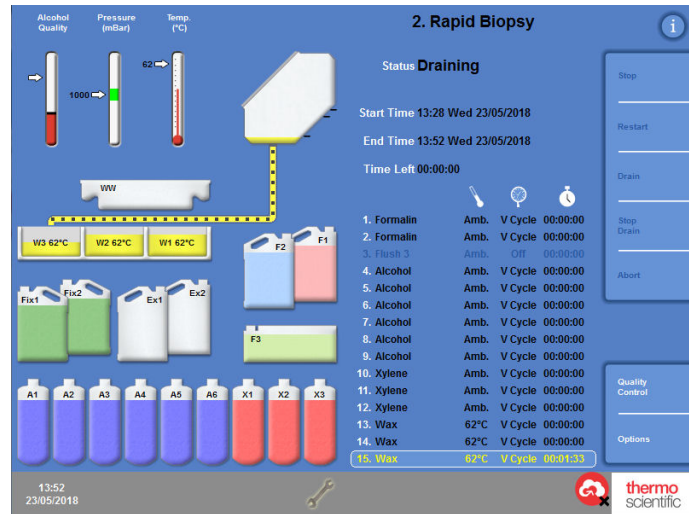 Alcohol Quality
Pressure (mBar)
Temp. (°C)
62
1000
WW
W3 62°C W2 62°C W1 62°C
F2 F1
Fix1 Fix2 Ex1 Ex2
F3
A1 A2 A3 A4 A5 A6 X1 X2 X3
2. Rapid Biopsy
i
Status Draining
Start Time 13:28 Wed 23/05/2018
End Time 13:52 Wed 23/05/2018
Time Left 00:00:00
1. Formalin Amb. V Cycle 00:00:00
2. Formalin Amb. V Cycle 00:00:00
3. Flush 3 Amb. Off 00:00:00
4. Alcohol Amb. V Cycle 00:00:00
5. Alcohol Amb. V Cycle 00:00:00
6. Alcohol Amb. V Cycle 00:00:00
7. Alcohol Amb. V Cycle 00:00:00
8. Alcohol Amb. V Cycle 00:00:00
9. Alcohol Amb. V Cycle 00:00:00
10. Xylene Amb. V Cycle 00:00:00
11. Xylene Amb. V Cycle 00:00:00
12. Xylene Amb. V Cycle 00:00:00
13. Wax 62°C V Cycle 00:00:00
14. Wax 62°C V Cycle 00:00:00
15. Wax 62°C V Cycle 00:01:33
Stop
Restart
Drain
Stop
Drain
Abort
Quality
Control
Options
13:52
23/05/2018
thermo
scientific